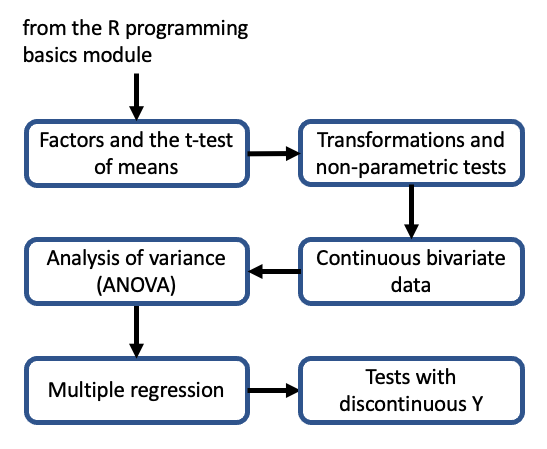 from the R programming
basics module
Factors and the t-test
of means
Transformations and
non-parametric tests
Continuous bivariate
data
Analysis of variance
(ANOVA)
Multiple regression
Tests with
discontinuous Y